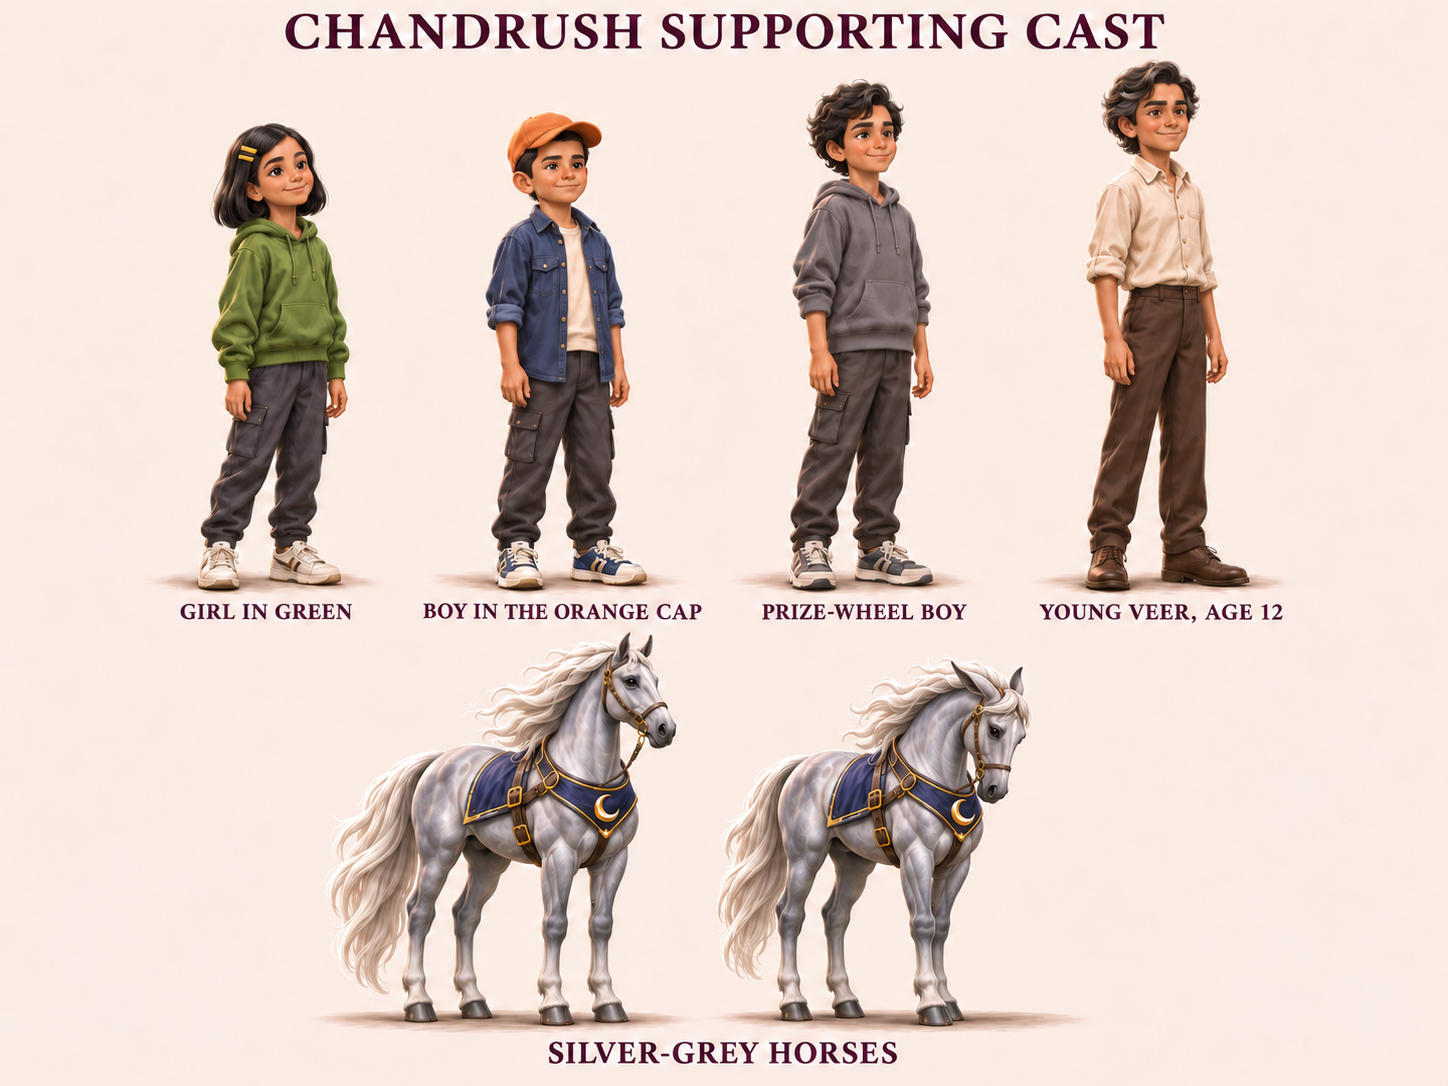 CHANDRUSH SUPPORTING CAST
GIRL IN GREEN
BOY IN THE ORANGE CAP
PRIZE-WHEEL BOY
YOUNG VEER, AGE 12
SILVER-GREY HORSES